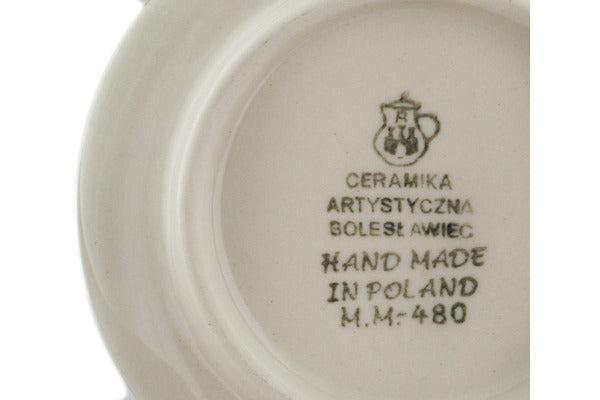 CERAMIKA
ARTYSTYCZNA
BOLESŁAWIEC
HAND MADE
IN POLAND
M.M.-480